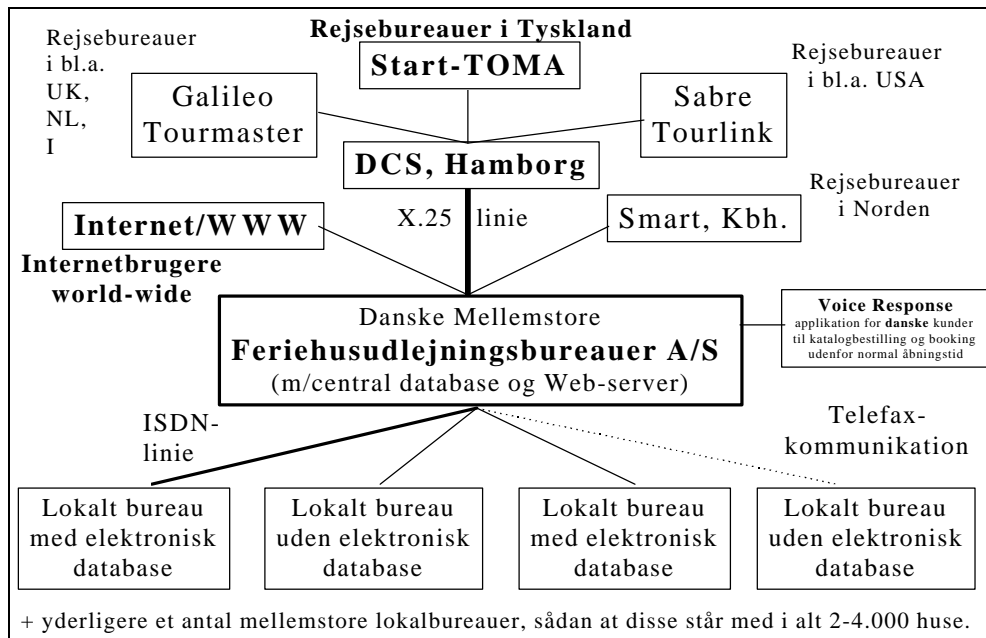 Rejsebureauer
i bl.a.
UK,
NL,
I
Rejsebureauer i Tyskland
Start-TOMA
Rejsebureauer
i bl.a. USA
Galileo
Tourmaster
Sabre
Tourlink
DCS, Hamborg
X.25 linie
Rejsebureauer
i Norden
Internet/WWW
Smart, Kbh.
Internetbrugere
world-wide
Danske Mellemstore
Feriehusudlejningsbureauer A/S
(m/central database og Web-server)
Voice Response
applikation for danske kunder
til katalogbestilling og booking
udenfor normal åbningstid
ISDN-
linie
Telefax-
kommunikation
Lokalt bureau
med elektronisk
database
Lokalt bureau
uden elektronisk
database
Lokalt bureau
med elektronisk
database
Lokalt bureau
uden elektronisk
database
+ yderligere et antal mellemstore lokalbureauer, sådan at disse står med i alt 2-4.000 huse.